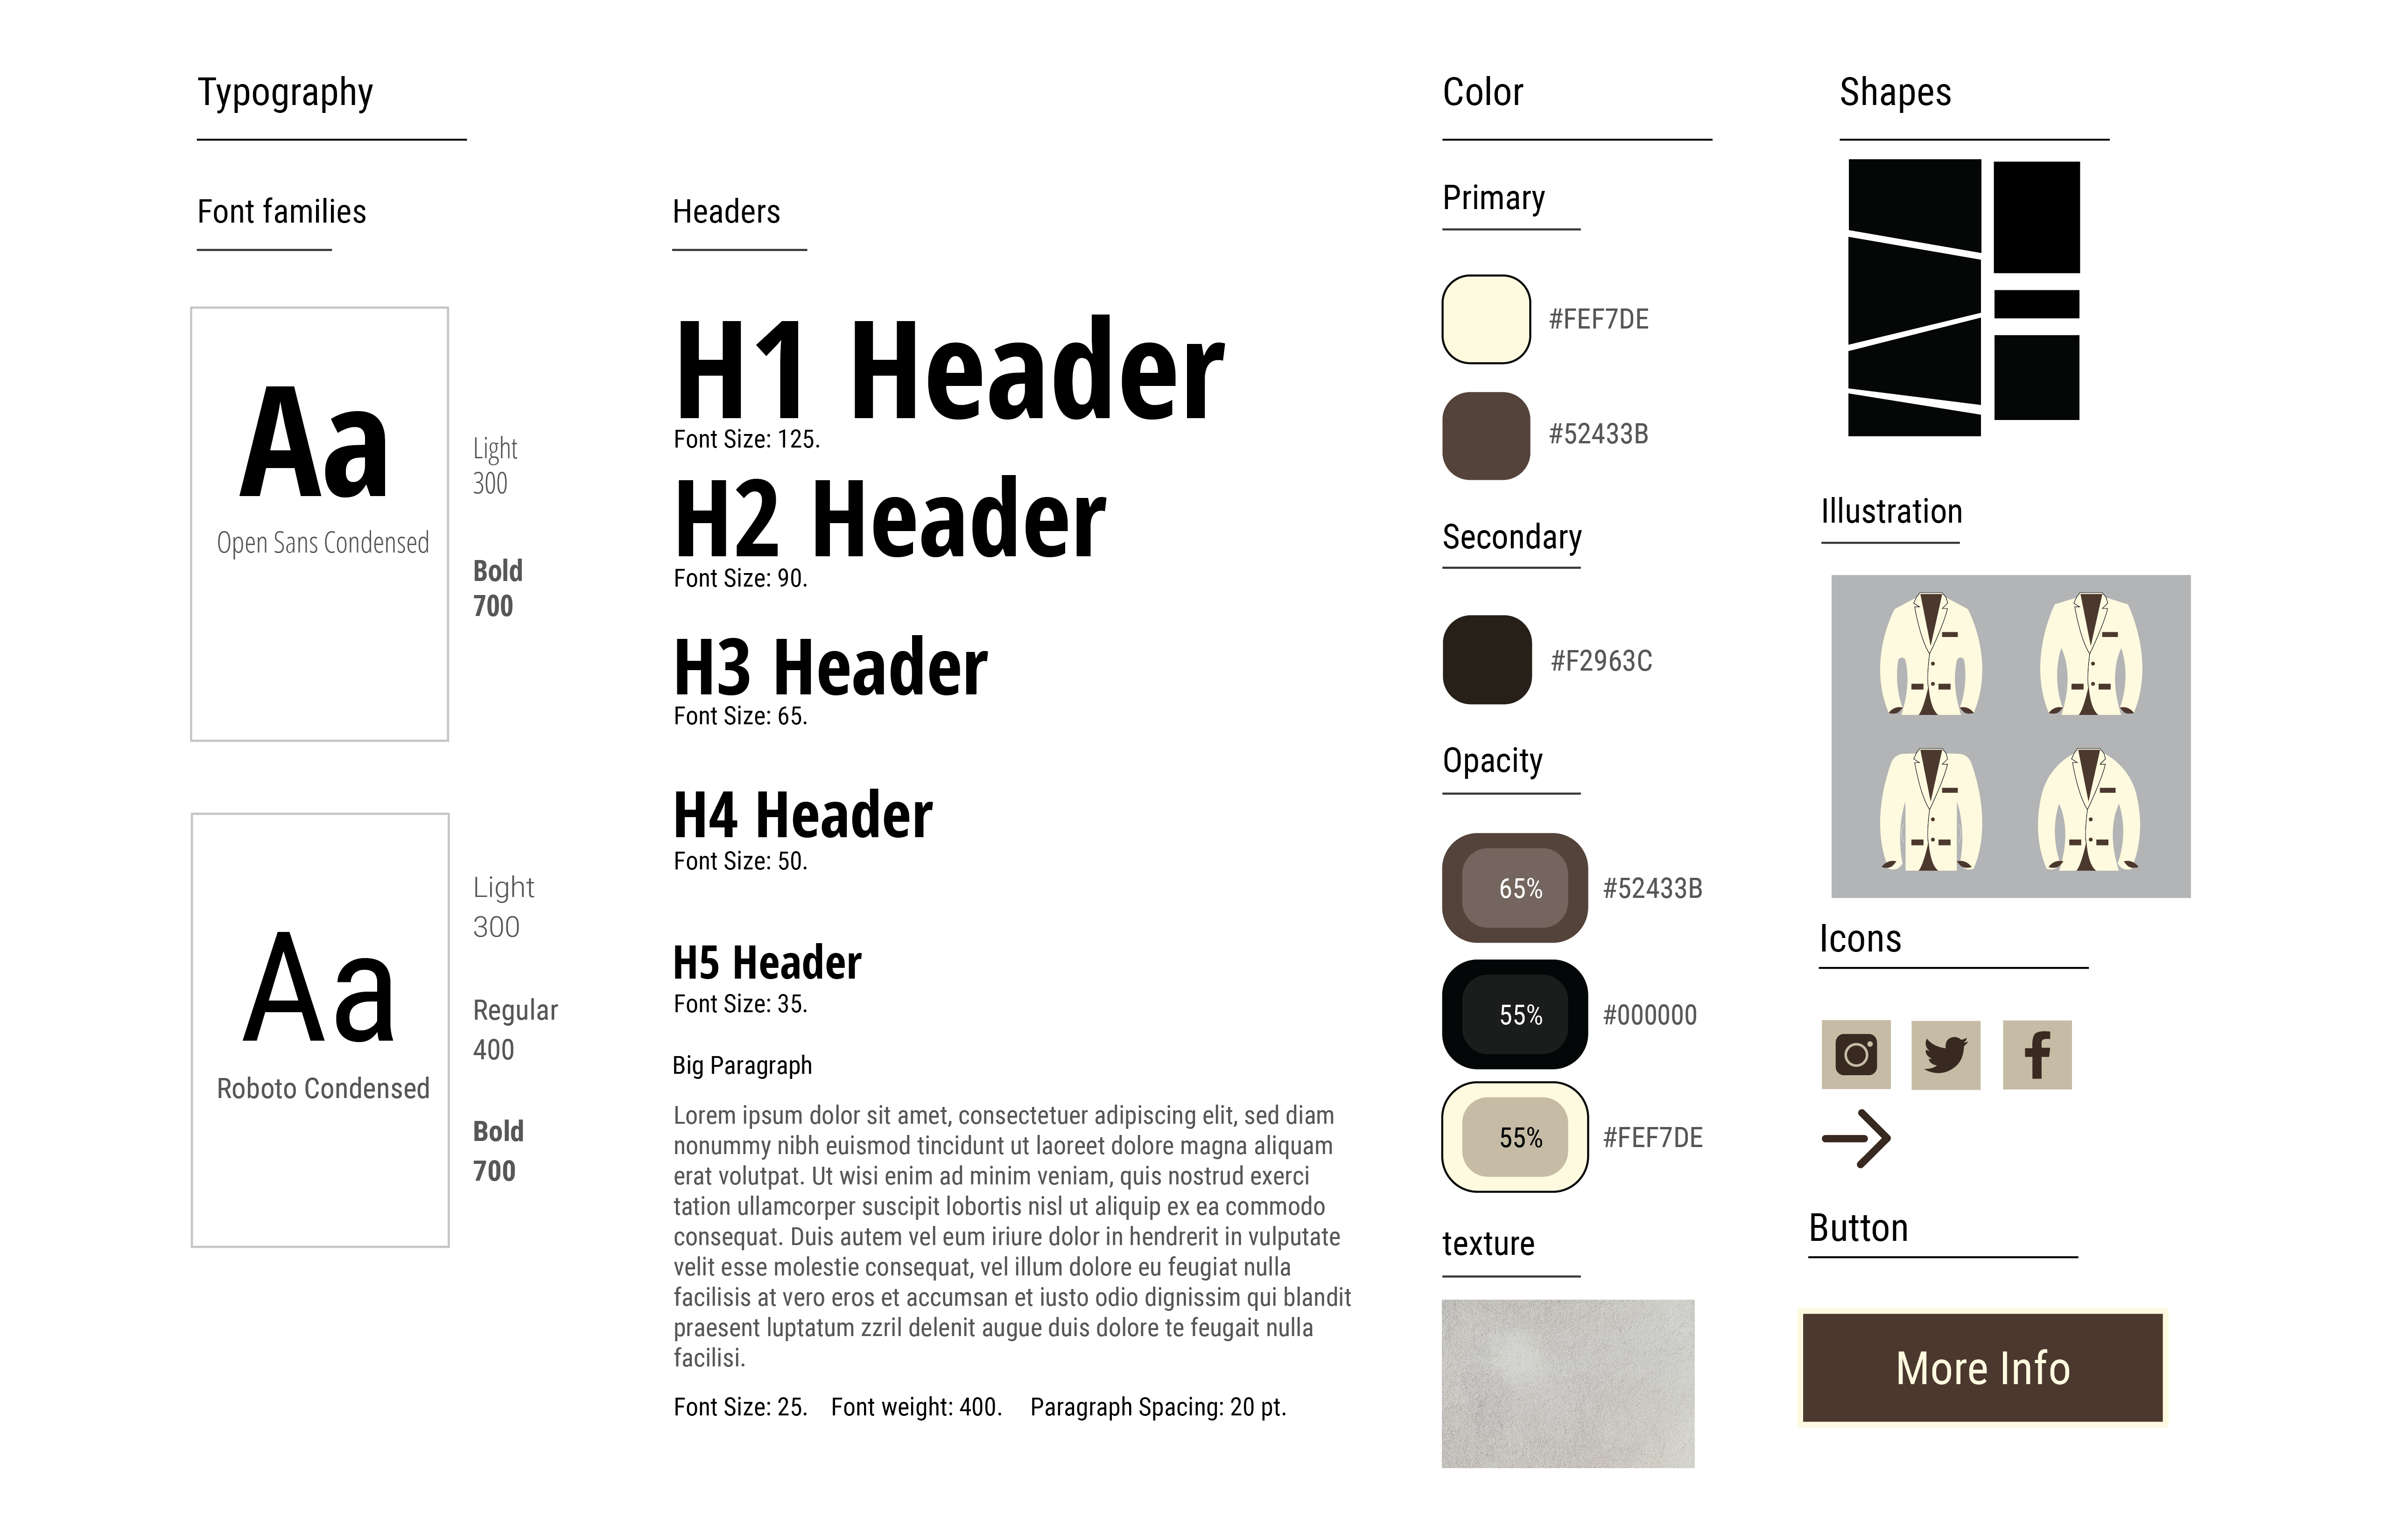 Typography
Font families
Aa
Open Sans Condensed
Light
300
Bold
700
Aa
Roboto Condensed
Light
300
Regular
400
Bold
700
Headers
H1 Header
Font Size: 125.
H2 Header
Font Size: 90.
H3 Header
Font Size: 65.
H4 Header
Font Size: 50.
H5 Header
Font Size: 35.
Big Paragraph
Lorem ipsum dolor sit amet, consectetuer adipiscing elit, sed diam
nonummy nibh euismod tincidunt ut laoreet dolore magna aliquam
erat volutpat. Ut wisi enim ad minim veniam, quis nostrud exerci
tation ullamcorper suscipit lobortis nisl ut aliquip ex ea commodo
consequat. Duis autem vel eum iriure dolor in hendrerit in vulputate
velit esse molestie consequat, vel illum dolore eu feugiat nulla
facilisis at vero eros et accumsan et iusto odio dignissim qui blandit
praesent luptatum zzril delenit augue duis dolore te feugait nulla
facilisi.
Font Size: 25. Font weight: 400. Paragraph Spacing: 20 pt.
Color
Primary
#FEF7DE
#52433B
Secondary
#F2963C
Opacity
65% #52433B
55% #000000
55% #FEF7DE
texture
Shapes
Illustration
Icons
Button
More Info